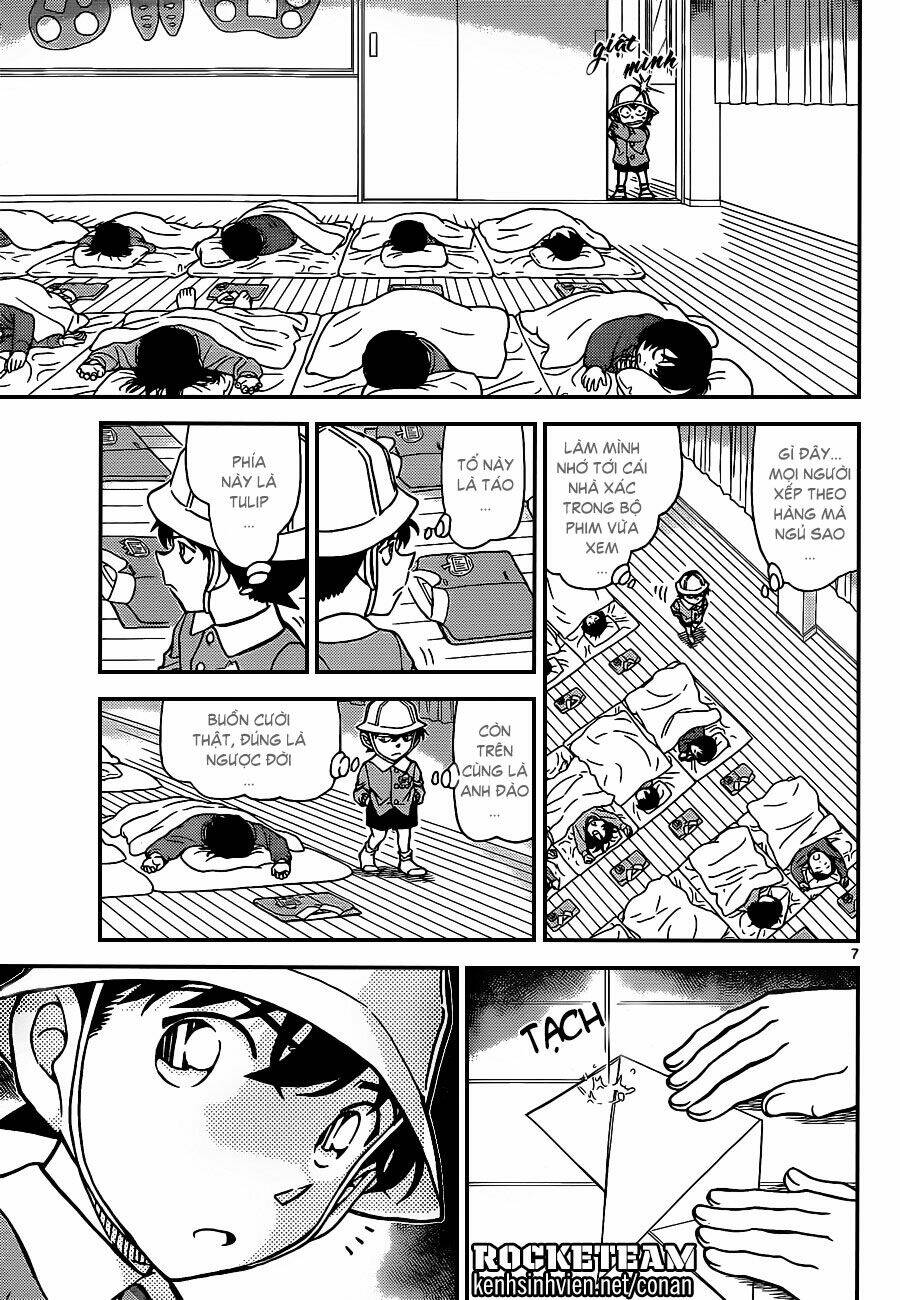 giật
mình
GÌ ĐÂY...
MỌI NGƯỜI
XẾP THEO
HÀNG MÀ
NGỦ SAO
...
LÀM MÌNH
NHỚ TỚI CÁI
NHÀ XÁC
TRONG BỘ
PHIM VỪA
XEM
...
TỔ NÀY
LÀ TÁO
...
PHÍA
NÀY LÀ
TULIP
...
CÒN
TRÊN
CÙNG LÀ
ANH ĐÀO
...
BUỒN CƯỜI
THẬT, ĐÚNG LÀ
NGƯỢC ĐỜI
7
TẠCH
ROCKETEAM
kenhsinhvien.net/conan